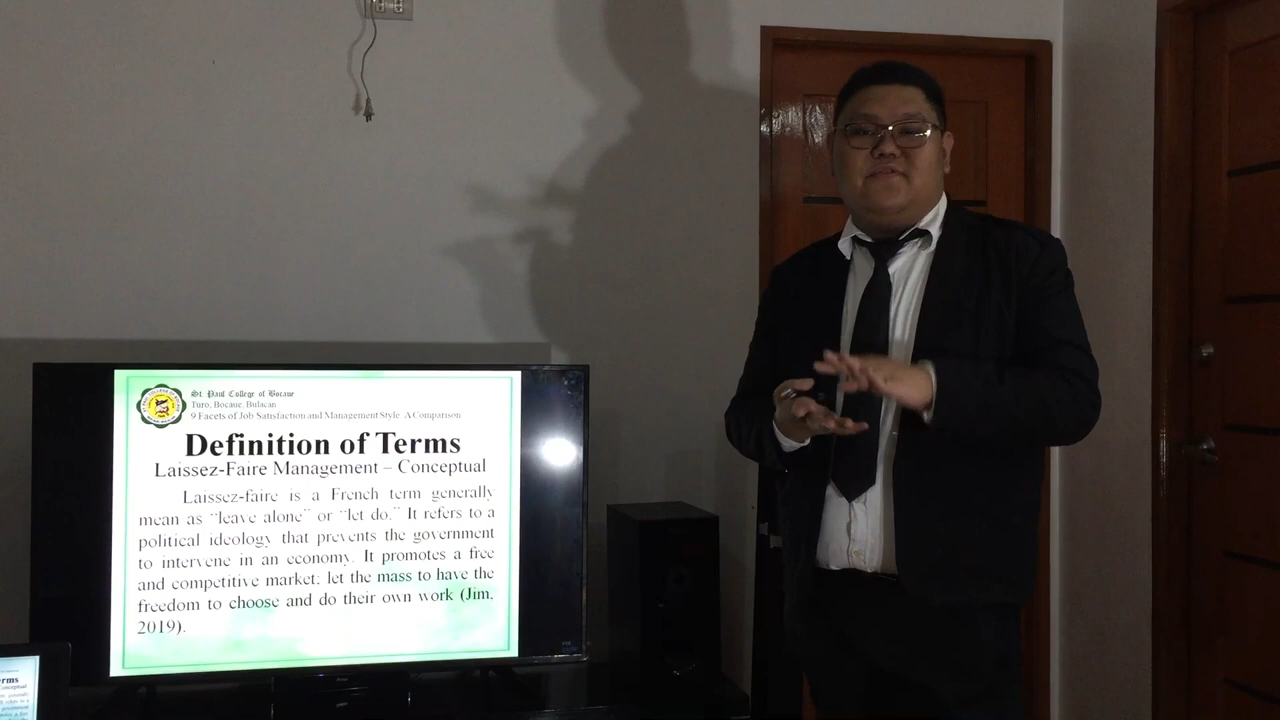 St. Paul College of Bocaue
Turo, Bocaue, Bulacan
9 Facets of Job Satisfaction and Management Style A Comparison
Definition of Terms
Laissez-Faire Management – Conceptual
Laissez-faire is a French term generally
mean as “leave alone” or “let do.” It refers to a
political ideology that prevents the government
to intervene in an economy. It promotes a free
and competitive market; let the mass to have the
freedom to choose and do their own work (Jim,
2019).
rms
Conceptual